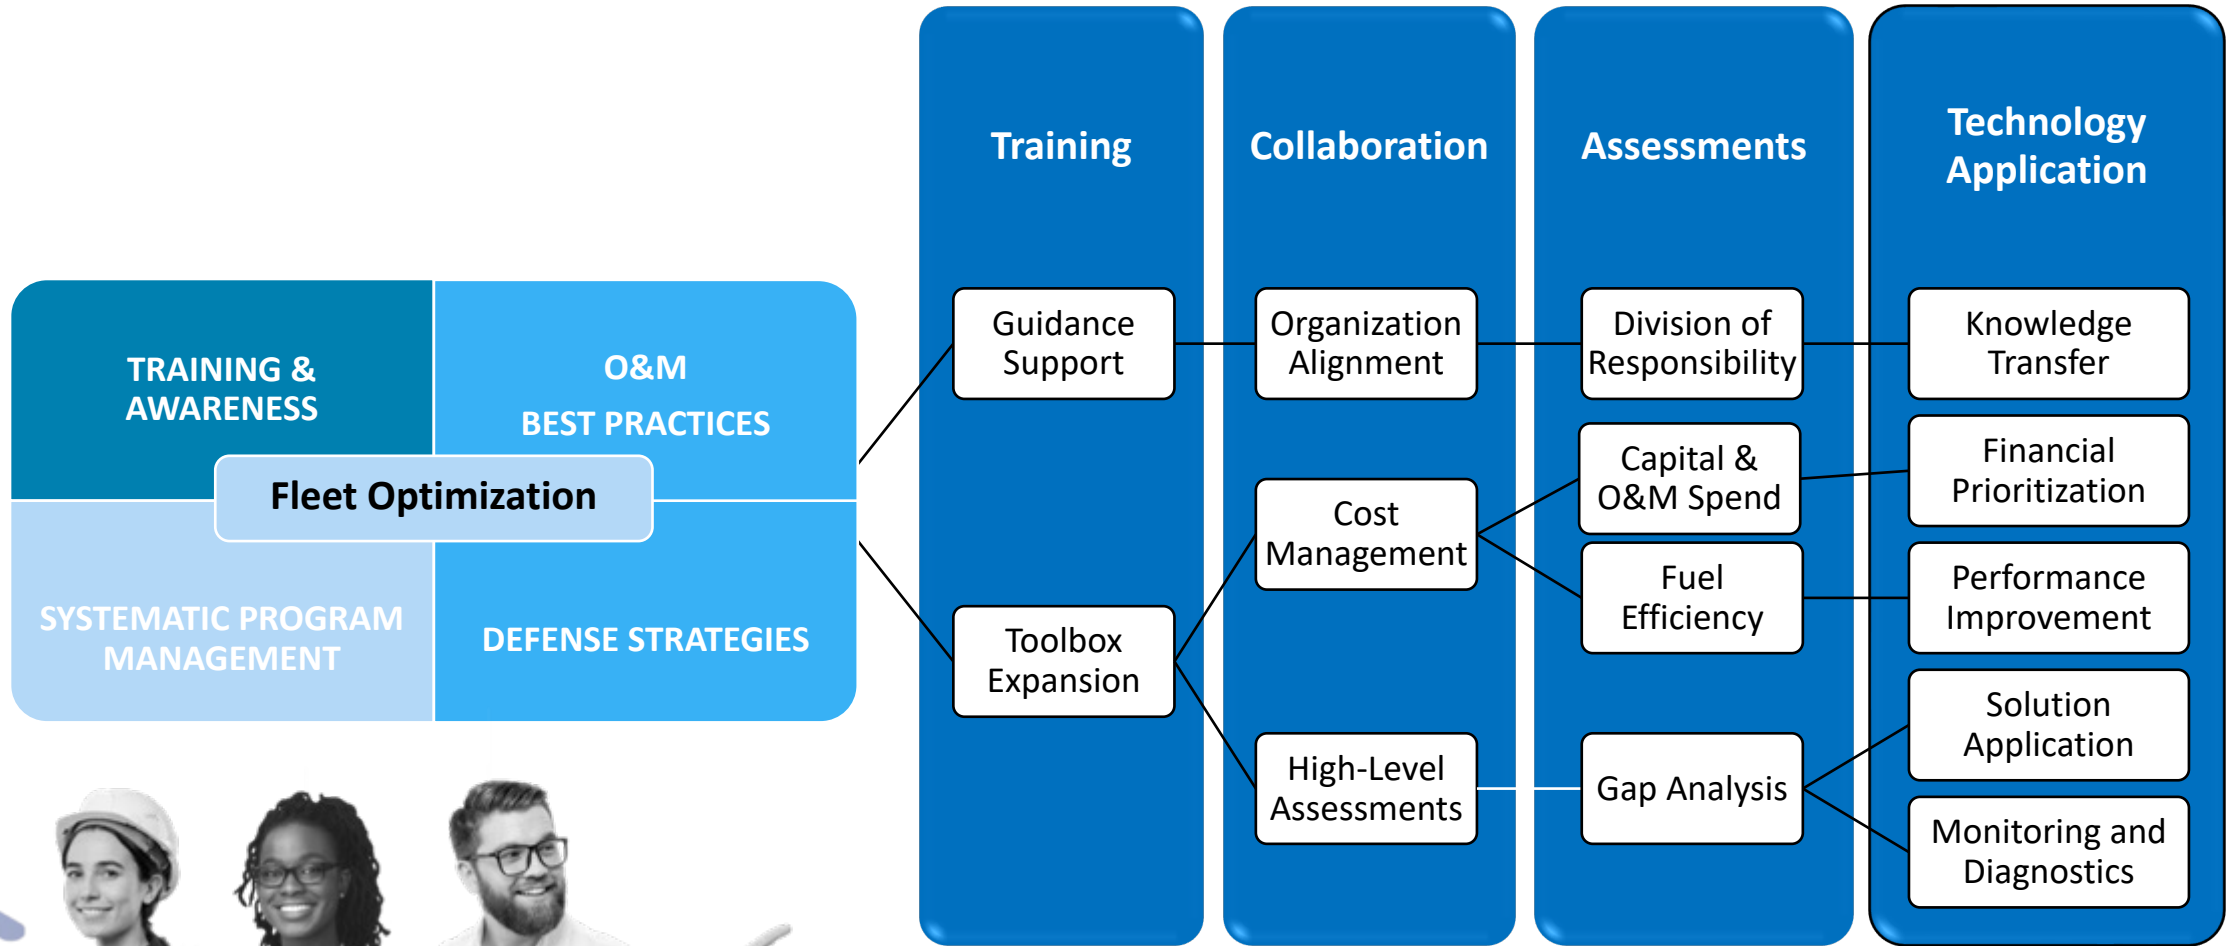 TRAINING &
AWARENESS
O&M
BEST PRACTICES
Fleet Optimization
SYSTEMATIC PROGRAM
MANAGEMENT
DEFENSE STRATEGIES
Training
Guidance
Support
Toolbox
Expansion
Collaboration
Organization
Alignment
Cost
Management
High-Level
Assessments
Assessments
Division of
Responsibility
Capital &
O&M Spend
Fuel
Efficiency
Gap Analysis
Technology
Application
Knowledge
Transfer
Financial
Prioritization
Performance
Improvement
Solution
Application
Monitoring and
Diagnostics